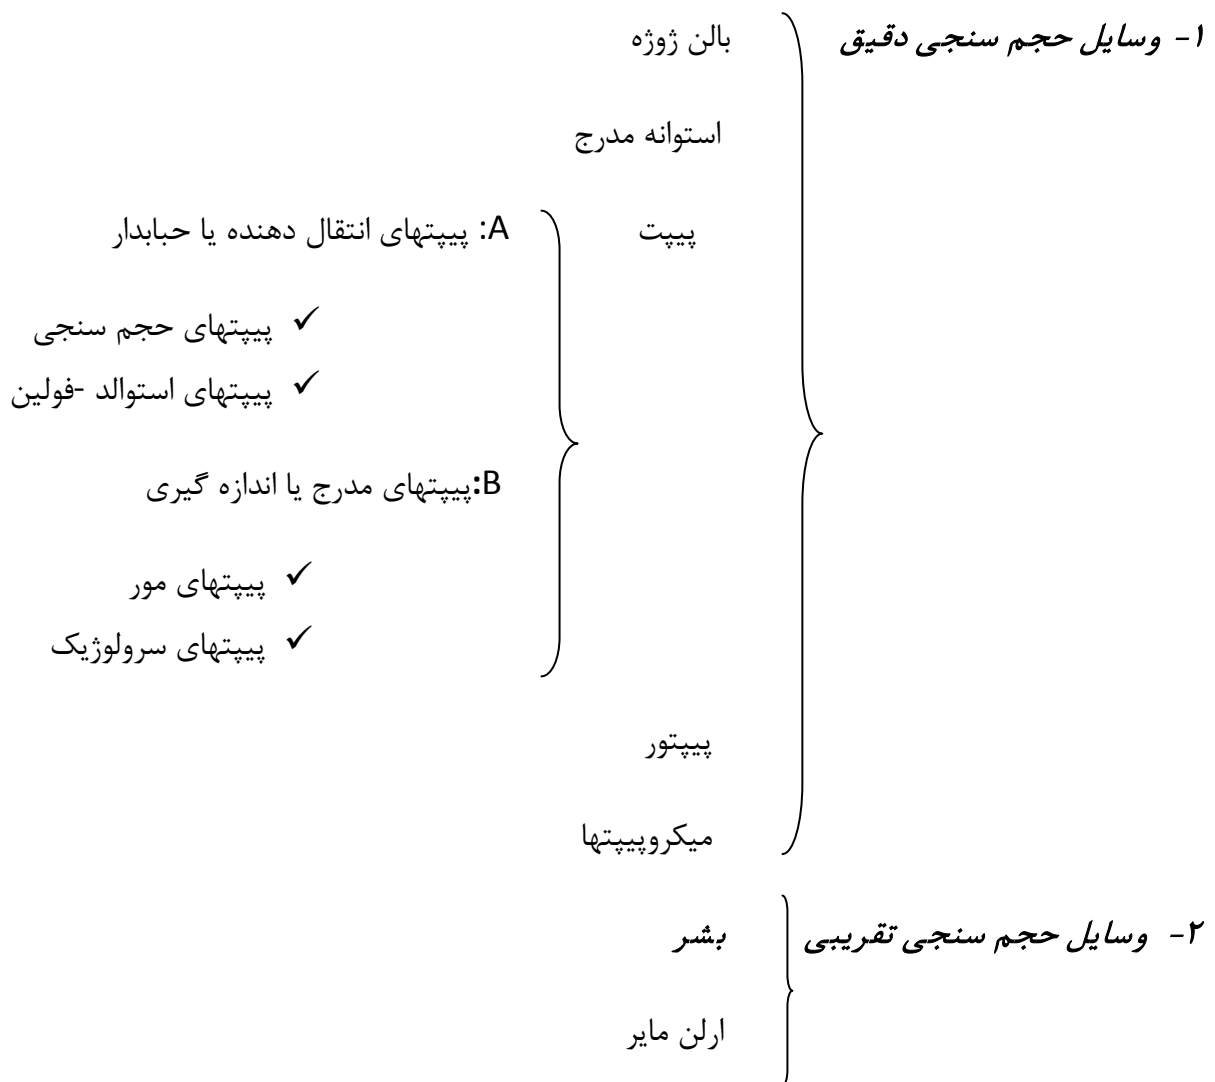 ۱- وسایل حجم سنجی دقیق
بالن ژوژه
استوانه مدرج
پیپت
A: پیپتهای انتقال دهنده یا حبابدار
✓ پیپتهای حجم سنجی
✓ پیپتهای استوالد -فولین
B:پیپتهای مدرج یا اندازه گیری
✓ پیپتهای مور
✓ پیپتهای سرولوژیک
پیپتور
میکروپیپتها
۲- وسایل حجم سنجی تقریبی
بشر
ارلن مایر